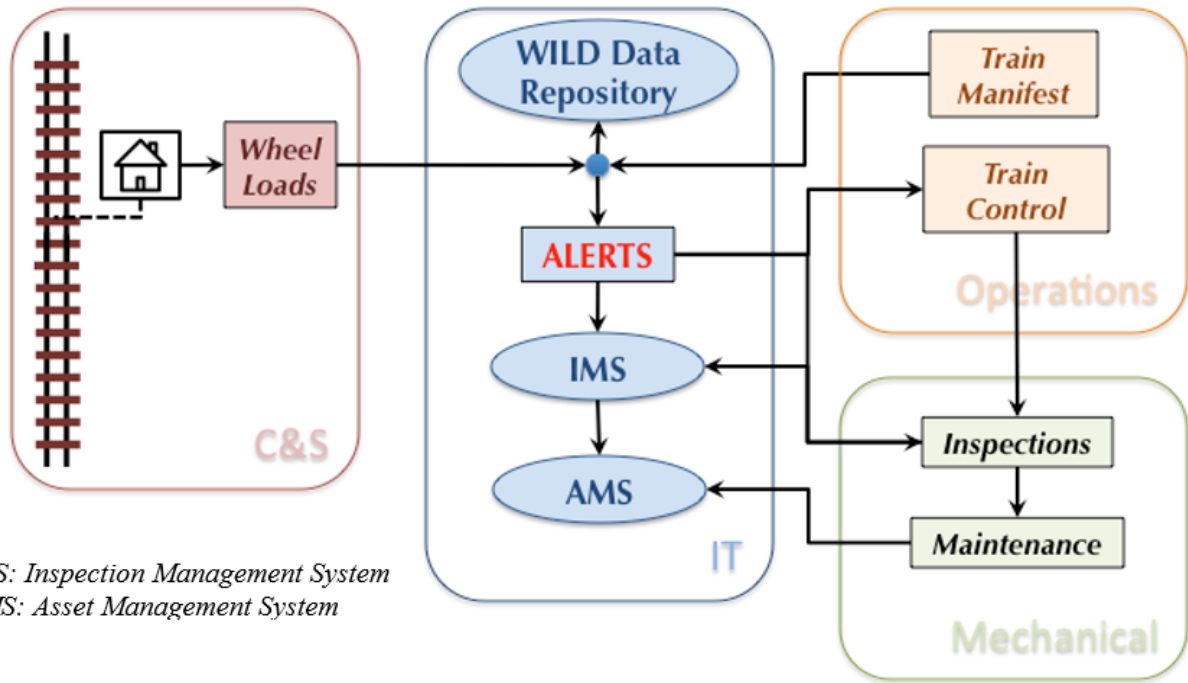 WILD Data
Repository
Train
Manifest
Wheel
Loads
Train
Control
ALERTS
Operations
IMS
C&S
Inspections
AMS
Maintenance
IT
S: Inspection Management System
MS: Asset Management System
Mechanical